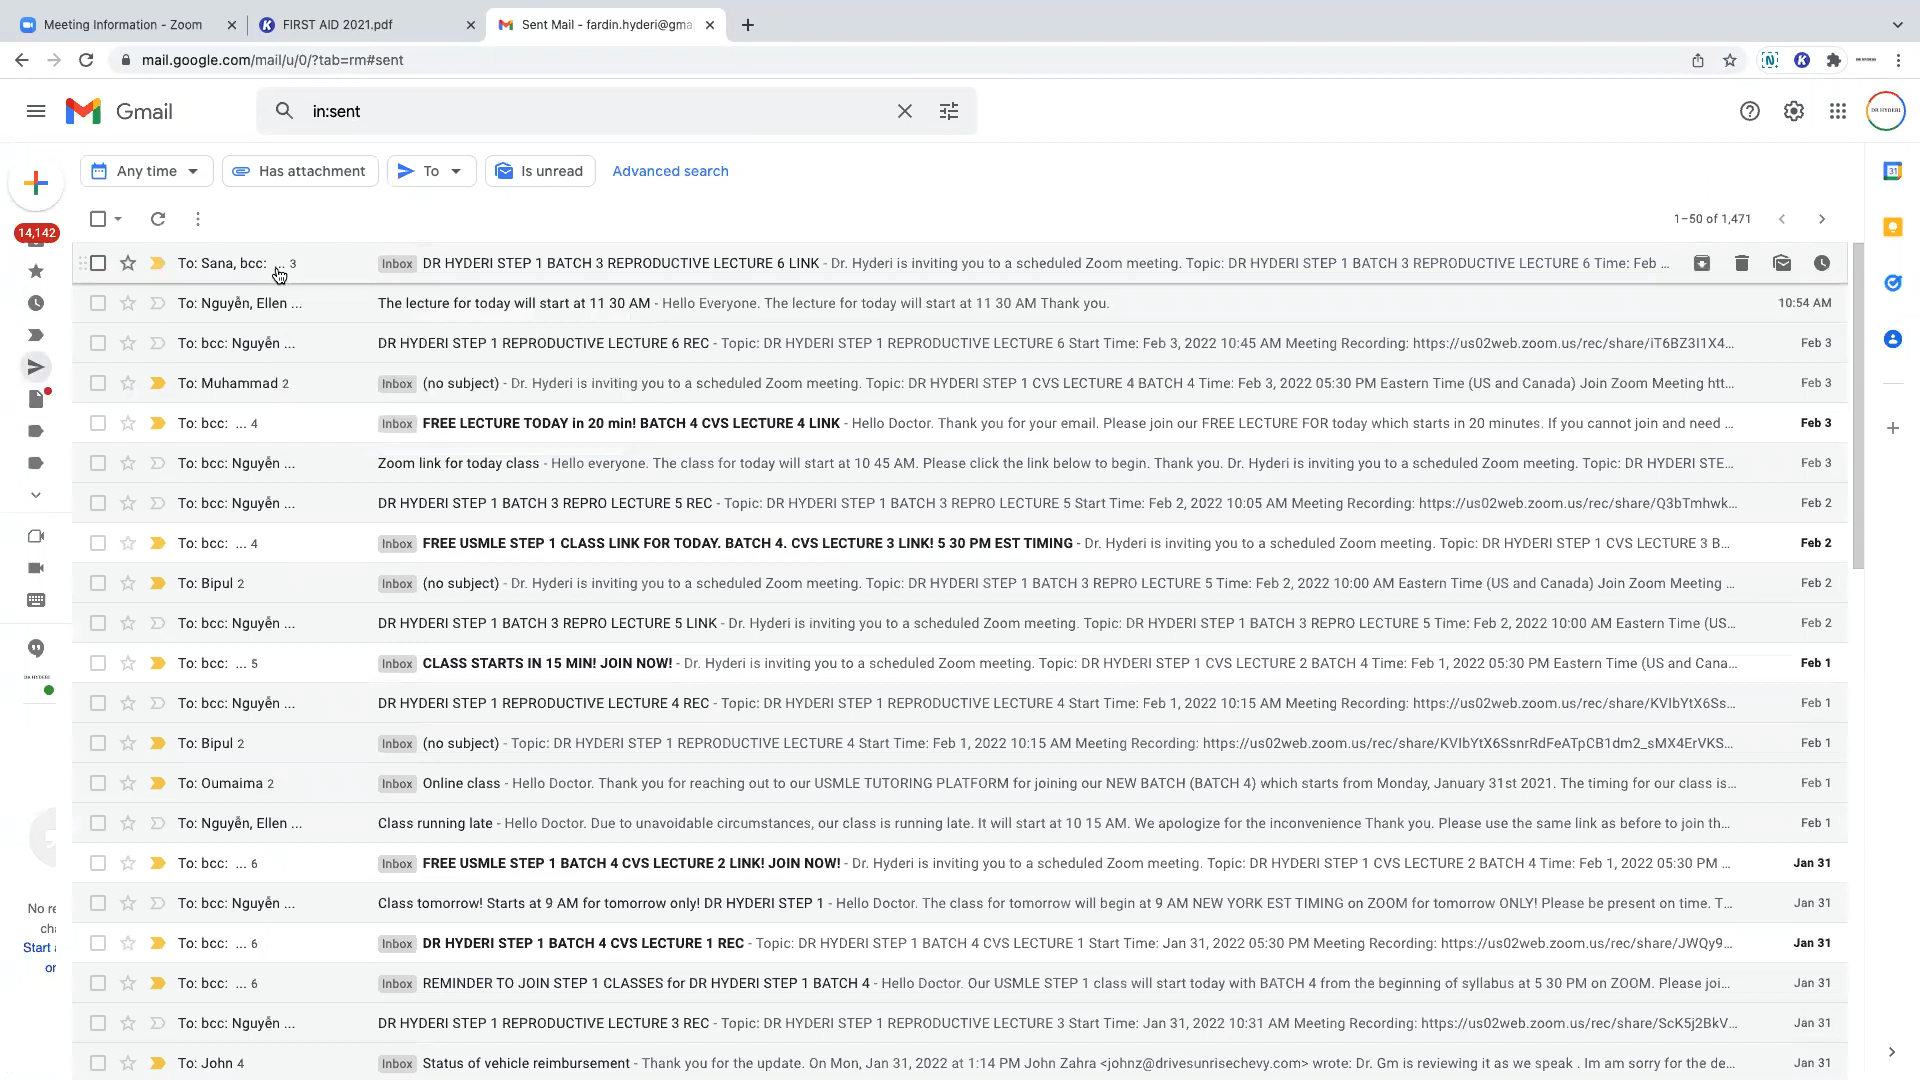 Meeting Information - Zoom
FIRST AID 2021.pdf
Sent Mail - fardin.hyderi@gma
mail.google.com/mail/u/0/?tab=rm#sent
Gmail
in:sent
DR HYDERI
Any time
Has attachment
To
Is unread
Advanced search
14,142
1–50 of 1,471
To: Sana, bcc: ... 3 Inbox DR HYDERI STEP 1 BATCH 3 REPRODUCTIVE LECTURE 6 LINK - Dr. Hyderi is inviting you to a scheduled Zoom meeting. Topic: DR HYDERI STEP 1 BATCH 3 REPRODUCTIVE LECTURE 6 Time: Feb ...
To: Nguyễn, Ellen ... The lecture for today will start at 11 30 AM - Hello Everyone. The lecture for today will start at 11 30 AM Thank you. 10:54 AM
To: bcc: Nguyễn ... DR HYDERI STEP 1 REPRODUCTIVE LECTURE 6 REC - Topic: DR HYDERI STEP 1 REPRODUCTIVE LECTURE 6 Start Time: Feb 3, 2022 10:45 AM Meeting Recording: https://us02web.zoom.us/rec/share/iT6BZ3I1X4... Feb 3
To: Muhammad 2 Inbox (no subject) - Dr. Hyderi is inviting you to a scheduled Zoom meeting. Topic: DR HYDERI STEP 1 CVS LECTURE 4 BATCH 4 Time: Feb 3, 2022 05:30 PM Eastern Time (US and Canada) Join Zoom Meeting htt... Feb 3
To: bcc: ... 4 Inbox FREE LECTURE TODAY in 20 min! BATCH 4 CVS LECTURE 4 LINK - Hello Doctor. Thank you for your email. Please join our FREE LECTURE FOR today which starts in 20 minutes. If you cannot join and need ... Feb 3
To: bcc: Nguyễn ... Zoom link for today class - Hello everyone. The class for today will start at 10 45 AM. Please click the link below to begin. Thank you. Dr. Hyderi is inviting you to a scheduled Zoom meeting. Topic: DR HYDERI STE... Feb 3
To: bcc: Nguyễn ... DR HYDERI STEP 1 BATCH 3 REPRO LECTURE 5 REC - Topic: DR HYDERI STEP 1 BATCH 3 REPRO LECTURE 5 Start Time: Feb 2, 2022 10:05 AM Meeting Recording: https://us02web.zoom.us/rec/share/Q3bTmhwk... Feb 2
To: bcc: ... 4 Inbox FREE USMLE STEP 1 CLASS LINK FOR TODAY. BATCH 4. CVS LECTURE 3 LINK! 5 30 PM EST TIMING - Dr. Hyderi is inviting you to a scheduled Zoom meeting. Topic: DR HYDERI STEP 1 CVS LECTURE 3 B... Feb 2
To: Bipul 2 Inbox (no subject) - Dr. Hyderi is inviting you to a scheduled Zoom meeting. Topic: DR HYDERI STEP 1 BATCH 3 REPRO LECTURE 5 Time: Feb 2, 2022 10:00 AM Eastern Time (US and Canada) Join Zoom Meeting ... Feb 2
To: bcc: Nguyễn ... DR HYDERI STEP 1 BATCH 3 REPRO LECTURE 5 LINK - Dr. Hyderi is inviting you to a scheduled Zoom meeting. Topic: DR HYDERI STEP 1 BATCH 3 REPRO LECTURE 5 Time: Feb 2, 2022 10:00 AM Eastern Time (US... Feb 2
To: bcc: ... 5 Inbox CLASS STARTS IN 15 MIN! JOIN NOW! - Dr. Hyderi is inviting you to a scheduled Zoom meeting. Topic: DR HYDERI STEP 1 CVS LECTURE 2 BATCH 4 Time: Feb 1, 2022 05:30 PM Eastern Time (US and Cana... Feb 1
DR HYDERI
To: bcc: Nguyễn ... DR HYDERI STEP 1 REPRODUCTIVE LECTURE 4 REC - Topic: DR HYDERI STEP 1 REPRODUCTIVE LECTURE 4 Start Time: Feb 1, 2022 10:15 AM Meeting Recording: https://us02web.zoom.us/rec/share/KVIbYtX6Ss... Feb 1
To: Bipul 2 Inbox (no subject) - Topic: DR HYDERI STEP 1 REPRODUCTIVE LECTURE 4 Start Time: Feb 1, 2022 10:15 AM Meeting Recording: https://us02web.zoom.us/rec/share/KVIbYtX6SsnrRdFeATpCB1dm2_sMX4ErVKS... Feb 1
To: Oumaima 2 Inbox Online class - Hello Doctor. Thank you for reaching out to our USMLE TUTORING PLATFORM for joining our NEW BATCH (BATCH 4) which starts from Monday, January 31st 2021. The timing for our class is... Feb 1
To: Nguyễn, Ellen ... Class running late - Hello Doctor. Due to unavoidable circumstances, our class is running late. It will start at 10 15 AM. We apologize for the inconvenience Thank you. Please use the same link as before to join th... Feb 1
To: bcc: ... 6 Inbox FREE USMLE STEP 1 BATCH 4 CVS LECTURE 2 LINK! JOIN NOW! - Dr. Hyderi is inviting you to a scheduled Zoom meeting. Topic: DR HYDERI STEP 1 CVS LECTURE 2 BATCH 4 Time: Feb 1, 2022 05:30 PM ... Jan 31
To: bcc: Nguyễn ... Class tomorrow! Starts at 9 AM for tomorrow only! DR HYDERI STEP 1 - Hello Doctor. The class for tomorrow will begin at 9 AM NEW YORK EST TIMING on ZOOM for tomorrow ONLY! Please be present on time. T... Jan 31
No re
cha
Start a
on
To: bcc: ... 6 Inbox DR HYDERI STEP 1 BATCH 4 CVS LECTURE 1 REC - Topic: DR HYDERI STEP 1 BATCH 4 CVS LECTURE 1 Start Time: Jan 31, 2022 05:30 PM Meeting Recording: https://us02web.zoom.us/rec/share/JWQy9... Jan 31
To: bcc: ... 6 Inbox REMINDER TO JOIN STEP 1 CLASSES for DR HYDERI STEP 1 BATCH 4 - Hello Doctor. Our USMLE STEP 1 class will start today with BATCH 4 from the beginning of syllabus at 5 30 PM on ZOOM. Please joi... Jan 31
To: bcc: Nguyễn ... DR HYDERI STEP 1 REPRODUCTIVE LECTURE 3 REC - Topic: DR HYDERI STEP 1 REPRODUCTIVE LECTURE 3 Start Time: Jan 31, 2022 10:31 AM Meeting Recording: https://us02web.zoom.us/rec/share/ScK5j2BkV... Jan 31
To: John 4 Inbox Status of vehicle reimbursement - Thank you for the update. On Mon, Jan 31, 2022 at 1:14 PM John Zahra <johnz@drivesunrisechevy.com> wrote: Dr. Gm is reviewing it as we speak . Im am sorry for the de... Jan 31